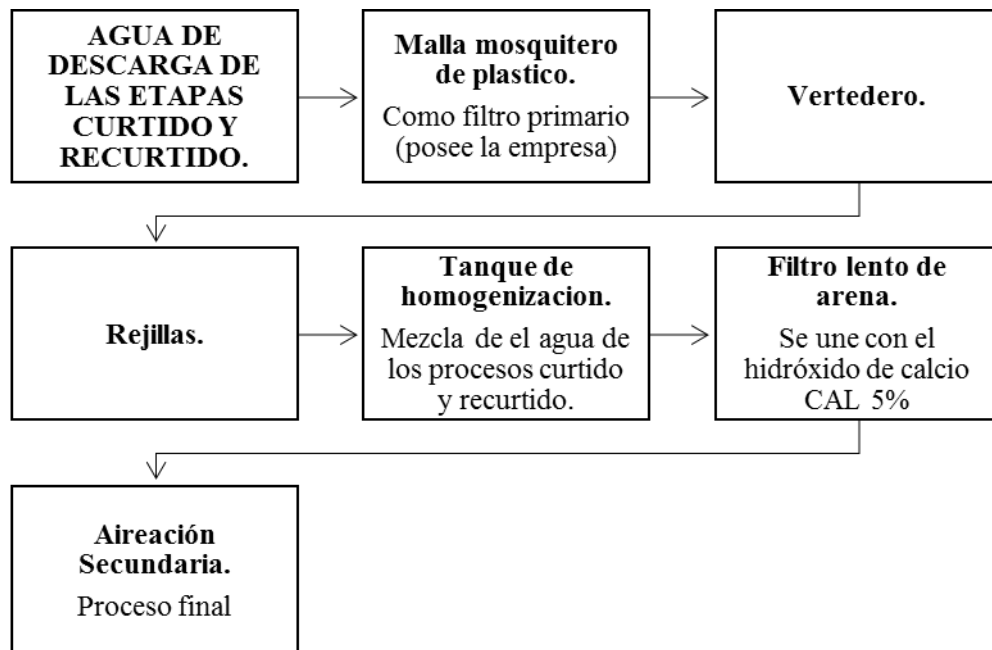 AGUA DE
DESCARGA DE
LAS ETAPAS
CURTIDO Y
RECURTIDO.
Malla mosquitero
de plastico.
Como filtro primario
(posee la empresa)
Vertedero.
Rejillas.
Tanque de
homogenizacion.
Mezcla de el agua de
los procesos curtido
y recurtido.
Filtro lento de
arena.
Se une con el
hidróxido de calcio
CAL 5%
Aireación
Secundaria.
Proceso final